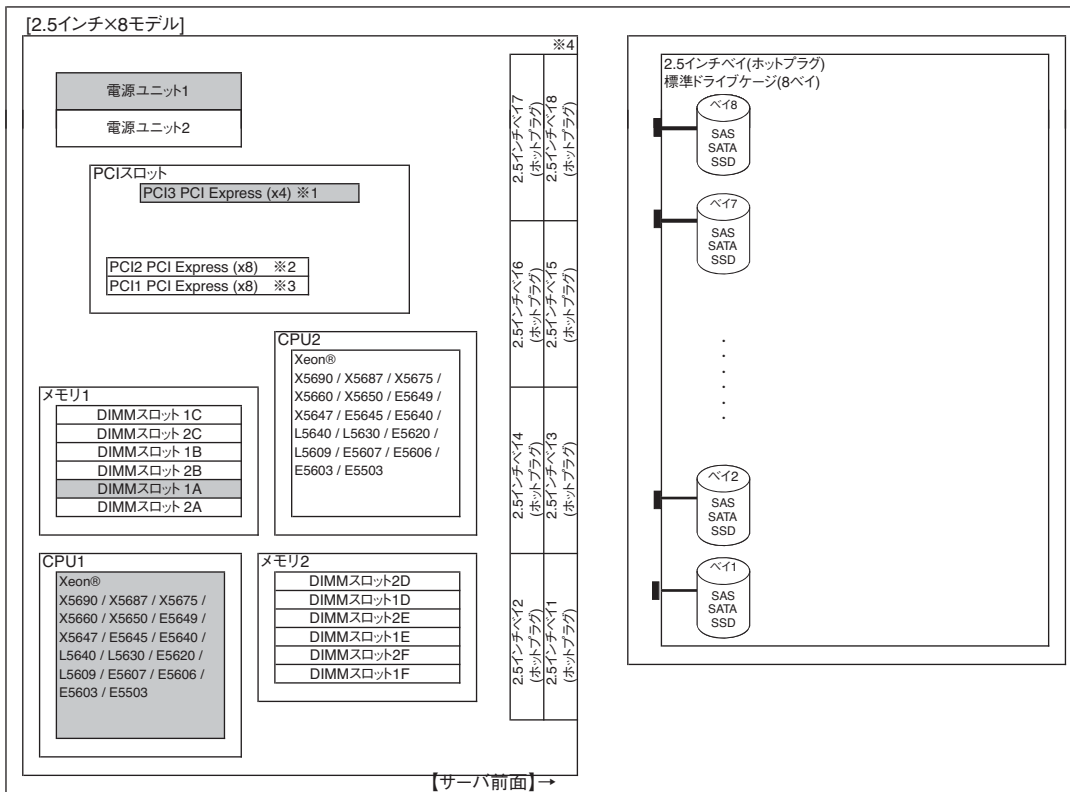 [2.5インチ×8モデル]
※4
電源ユニット1
電源ユニット2
PCIスロット
PCI3 PCI Express (x4) ※1
PCI2 PCI Express (x8) ※2
PCI1 PCI Express (x8) ※3
CPU2
Xeon®
X5690 / X5687 / X5675 /
X5660 / X5650 / E5649 /
X5647 / E5645 / E5640 /
L5640 / L5630 / E5620 /
L5609 / E5607 / E5606 /
E5603 / E5503
メモリ1
DIMMスロット 1C
DIMMスロット 2C
DIMMスロット 1B
DIMMスロット 2B
DIMMスロット 1A
DIMMスロット 2A
CPU1
Xeon®
X5690 / X5687 / X5675 /
X5660 / X5650 / E5649 /
X5647 / E5645 / E5640 /
L5640 / L5630 / E5620 /
L5609 / E5607 / E5606 /
E5603 / E5503
メモリ2
DIMMスロット2D
DIMMスロット1D
DIMMスロット2E
DIMMスロット1E
DIMMスロット2F
DIMMスロット1F
2.5インチベイ7
(ホットプラグ)
2.5インチベイ8
(ホットプラグ)
2.5インチベイ6
(ホットプラグ)
2.5インチベイ5
(ホットプラグ)
2.5インチベイ4
(ホットプラグ)
2.5インチベイ3
(ホットプラグ)
2.5インチベイ2
(ホットプラグ)
2.5インチベイ1
(ホットプラグ)
【サーバ前面】→
2.5インチベイ(ホットプラグ)
標準ドライブケージ(8ベイ)
ベイ8
SAS
SATA
SSD
ベイ7
SAS
SATA
SSD
ベイ2
SAS
SATA
SSD
ベイ1
SAS
SATA
SSD